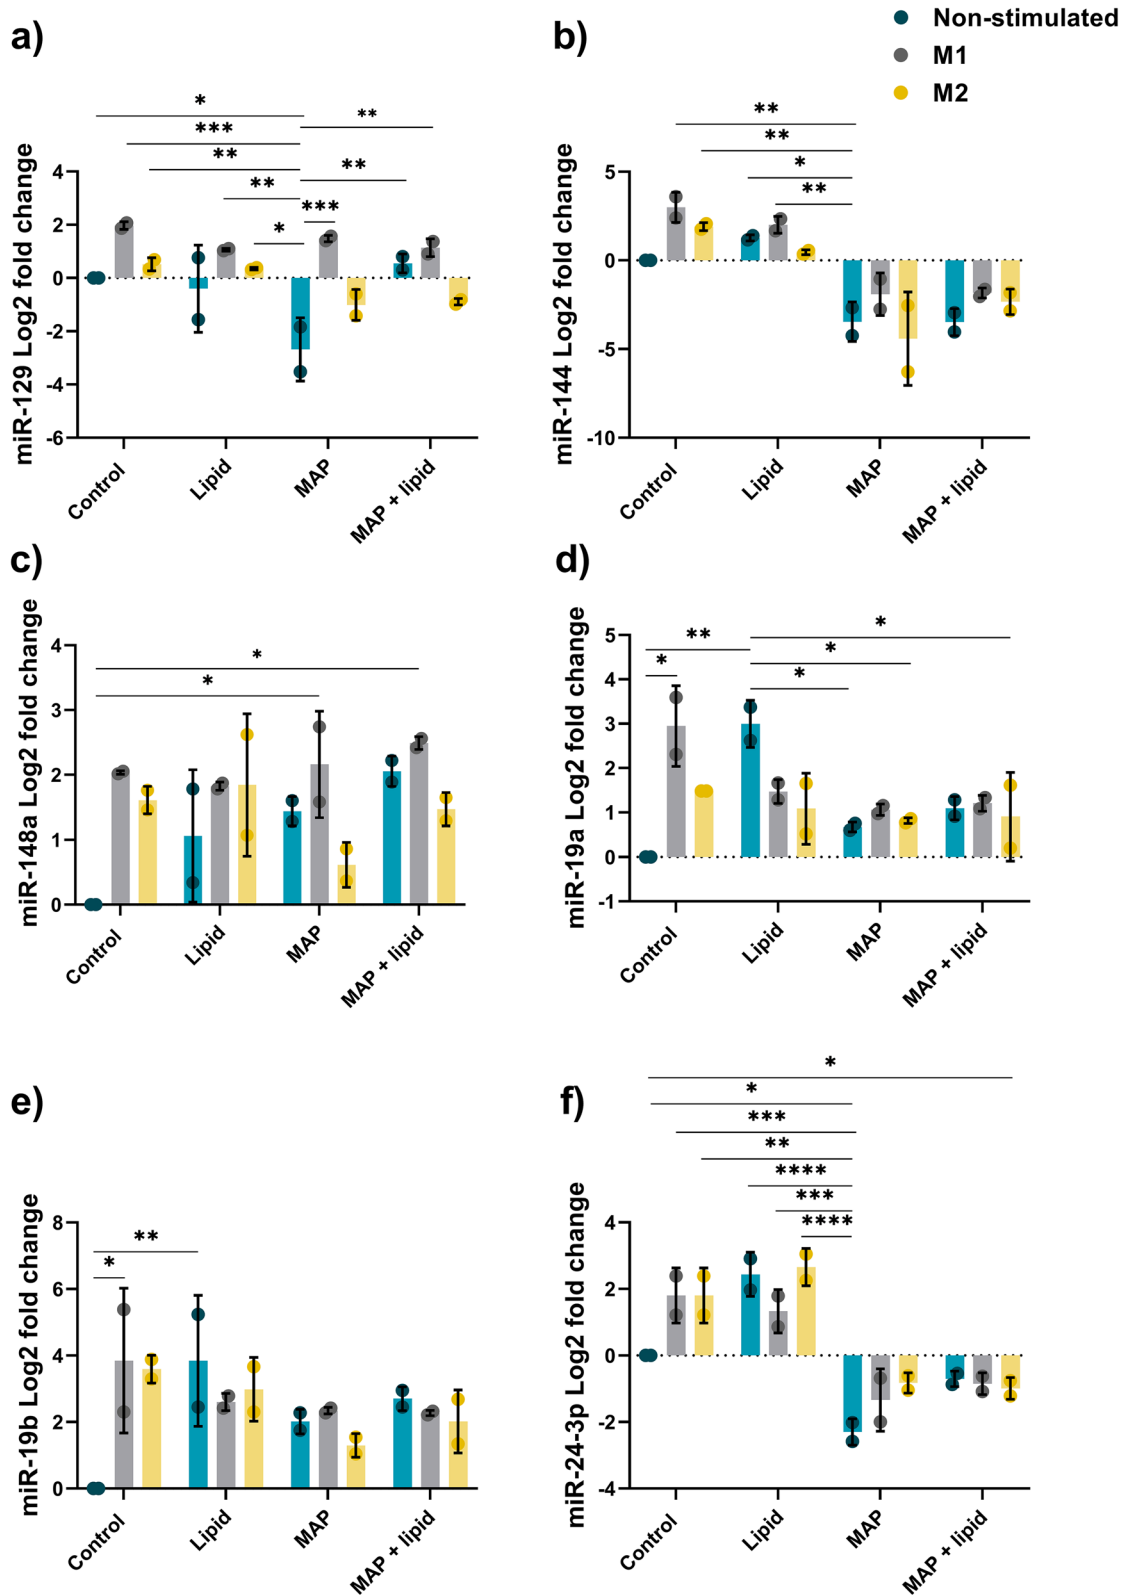 Non-stimulated
M1
M2
a)
miR-129 Log2 fold change
4
2
0
-2
-4
-6
*
***
**
**
*
***
**
**
Control
Lipid
MAP
MAP + lipid
b)
miR-144 Log2 fold change
5
0
-5
-10
**
**
*
**
Control
Lipid
MAP
MAP + lipid
c)
miR-148a Log2 fold change
4
3
2
1
0
*
*
Control
Lipid
MAP
MAP + lipid
d)
miR-19a Log2 fold change
5
4
3
2
1
0
-1
**
*
*
*
*
Control
Lipid
MAP
MAP + lipid
e)
miR-19b Log2 fold change
8
6
4
2
0
**
*
Control
Lipid
MAP
MAP + lipid
f)
miR-24-3p Log2 fold change
4
2
0
-2
-4
*
*
***
**
****
***
****
Control
Lipid
MAP
MAP + lipid